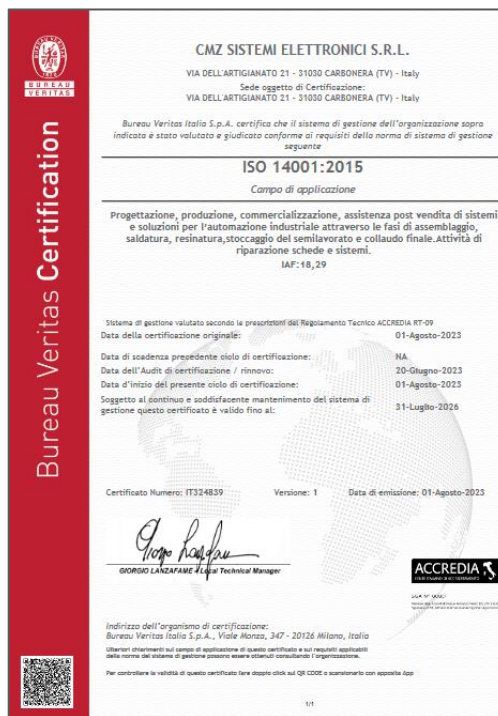 BUREAU
VERITAS
Bureau Veritas Certification
CMZ SISTEMI ELETTRONICI S.R.L.
VIA DELL'ARTIGIANATO 21 - 31030 CARBONERA (TV) - Italy
Sede oggetto di Certificazione:
VIA DELL'ARTIGIANATO 21 - 31030 CARBONERA (TV) - Italy
Bureau Veritas Italia S.p.A. certifica che il sistema di gestione dell'organizzazione sopra
indicata è stato valutato e giudicato conforme ai requisiti della norma di sistema di gestione
seguente
ISO 14001:2015
Campo di applicazione
Progettazione, produzione, commercializzazione, assistenza post vendita di sistemi
e soluzioni per l'automazione industriale attraverso le fasi di assemblaggio,
saldatura, resinatura,stoccaggio del semilavorato e collaudo finale.Attività di
riparazione schede e sistemi.
IAF:18,29
Sistema di gestione valutato secondo le prescrizioni del Regolamento Tecnico ACCREDIA RT-09
Data della certificazione originale: 01-Agosto-2023
Data di scadenza precedente ciclo di certificazione: NA
Data dell'Audit di certificazione / rinnovo: 20-Giugno-2023
Data d'inizio del presente ciclo di certificazione: 01-Agosto-2023
Soggetto al continuo e soddisfacente mantenimento del sistema di
gestione questo certificato è valido fino al: 31-Luglio-2026
Certificato Numero: IT324839 Versione: 1 Data di emissione: 01-Agosto-2023
GIORGIO LANZAFAME - Local Technical Manager
ACCREDIA
Indirizzo dell'organismo di certificazione:
Bureau Veritas Italia S.p.A., Viale Monza, 347 - 20126 Milano, Italia
Ulteriori chiarimenti sul campo di applicazione di questo certificato e sui requisiti applicabili
della norma del sistema di gestione possono essere ottenuti consultando l'organizzazione.
Per controllare la validità di questo certificato fare doppio click sul QR CODE o scansionarlo con apposita App
1/1